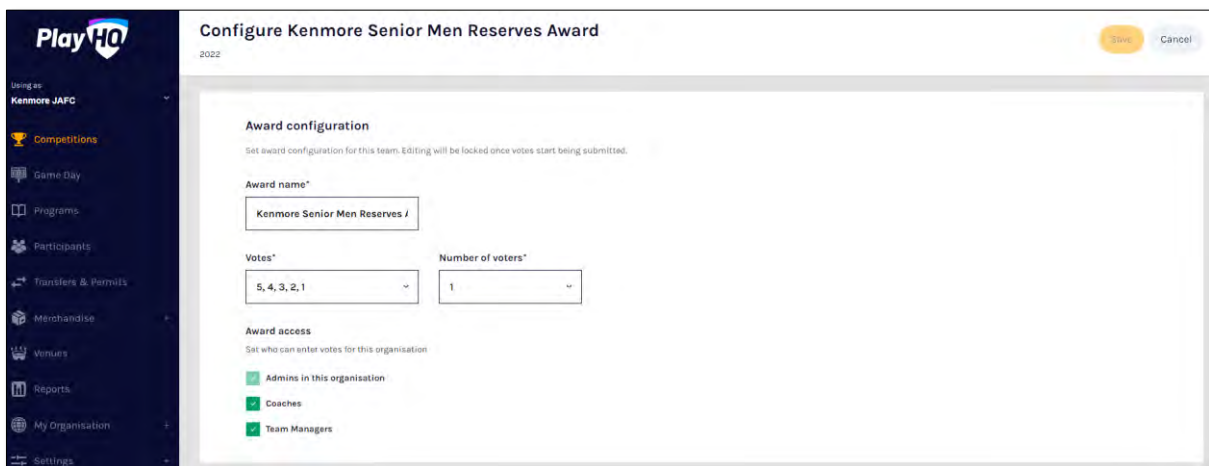 PlayHQ
Using as
Kenmore JAFC
Competitions
Game Day
Programs
Participants
Transfers & Permits
Merchandise
Venues
Reports
My Organisation
Settings
Configure Kenmore Senior Men Reserves Award
2022
Save
Cancel
Award configuration
Set award configuration for this team. Editing will be locked once votes start being submitted.
Award name*
Kenmore Senior Men Reserves
Votes*
Number of voters*
5, 4, 3, 2, 1
1
Award access
Set who can enter votes for this organisation
Admins in this organisation
Coaches
Team Managers